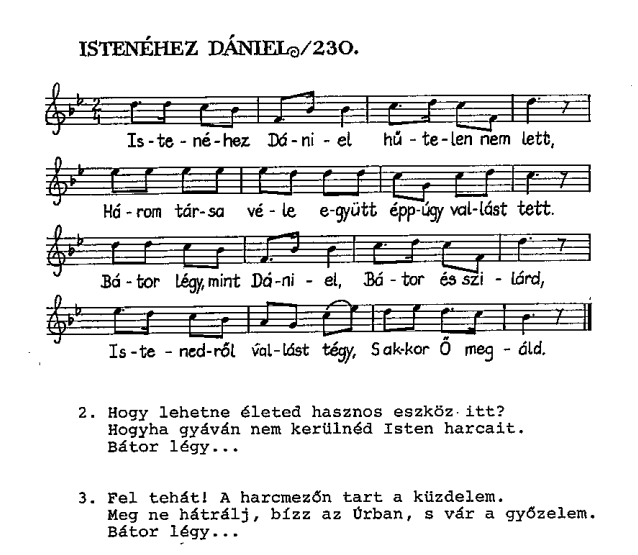 ISTENÉHEZ DÁNIEL☺/230.
Is-te-né-hez Dá-ni-el hű-te-len nem lett,
Há-rom tár-sa vé-le e-gyütt épp-úgy val-lást tett.
Bá-tor légy, mint Dá-ni-el, Bá-tor és szi-lárd,
Is-te-ned-ről val-lást tégy, S ak-kor Ő meg-áld.
2. Hogy lehetne életed hasznos eszköz itt?
Hogyha gyáván nem kerülnéd Isten harcait.
Bátor légy...
3. Fel tehát! A harcmezőn tart a küzdelem.
Meg ne hátrálj, bízz az Úrban, s vár a győzelem.
Bátor légy...